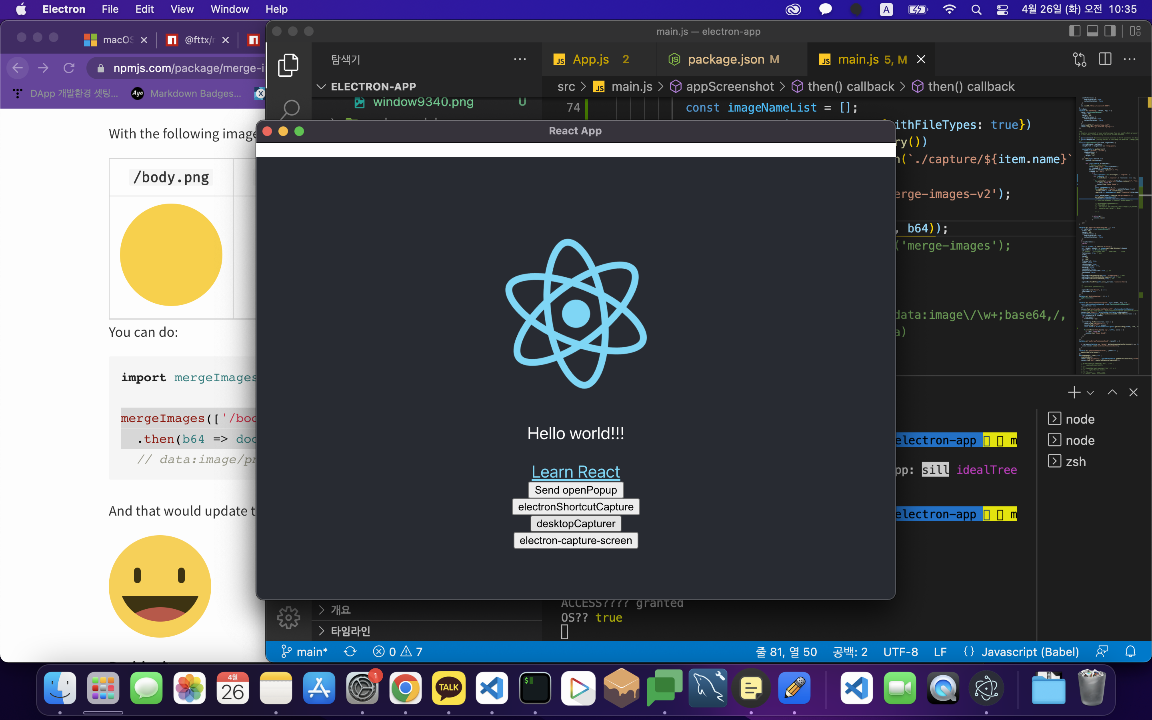 Electron File Edit View Window Help
A 4월 26일 (화) 오전 10:35
macOS
@fttx/
npmjs.com/package/merge-i
DApp 개발환경 셋팅...
Markdown Badges...
With the following image
/body.png
You can do:
import mergeImages
mergeImages(['/bod
.then(b64 => doc
// data:image/p
And that would update t
main.js — electron-app
탐색기
ELECTRON-APP
window9340.png U
App.js 2
package.json M
main.js 5, M
src > main.js > appScreenshot > then() callback > then() callback
74 const imageNameList = [];
ithFileTypes: true})
ry())
(`./capture/${item.name}`
erge-images-v2');
, b64));
('merge-images');
data:image\/\w+;base64,/,
a)
React App
Hello world!!!
Learn React
Send openPopup
electronShortcutCapture
desktopCapturer
electron-capture-screen
node
node
zsh
electron-app m
pp: sill idealTree
electron-app m
개요
타임라인
ACCESS???? granted
OS?? true
main* 0 7 줄 81, 열 50 공백: 2 UTF-8 LF {} Javascript (Babel)
4월
26
1
TALK
$